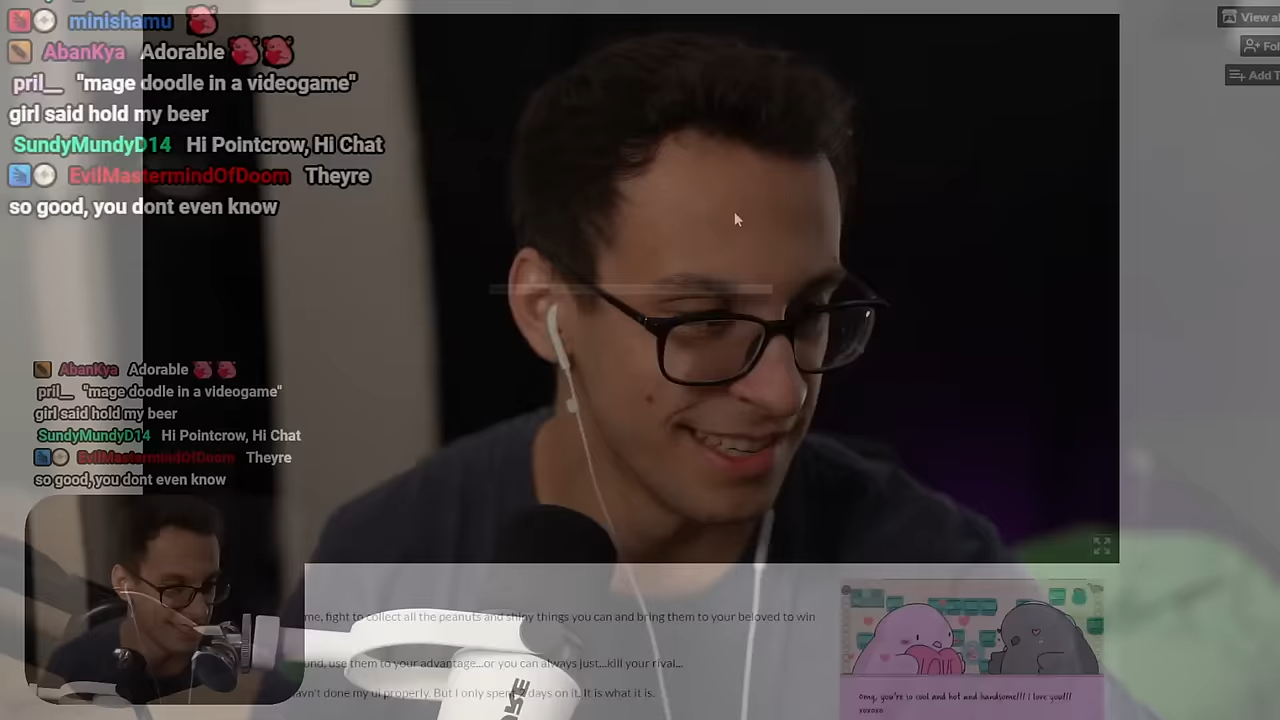 minishamu
AbanKya Adorable
pril__ "mage doodle in a videogame"
girl said hold my beer
SundyMundyD14 Hi Pointcrow, Hi Chat
EvilMastermindOfDoom Theyre
so good, you dont even know
View a
Fol
Add T
AbanKya Adorable
pril__ "mage doodle in a videogame"
girl said hold my beer
SundyMundyD14 Hi Pointcrow, Hi Chat
EvilMastermindOfDoom Theyre
so good, you dont even know
me, fight to collect all the peanuts and shiny things you can and bring them to your beloved to win
und, use them to your advantage...or you can always just...kill your rival...
avn't done my ui properly. But I only spent days on it. It is what it is.
Omg, you're so cool and hot and handsome!!! I love you!!!
xoxoxo